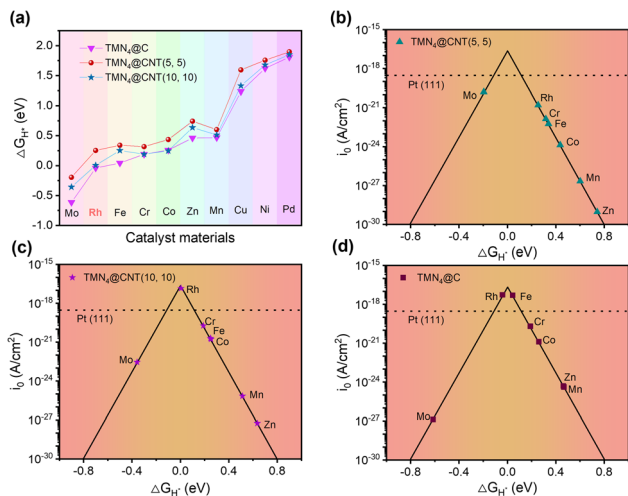 (a)
TMN₄@C
TMN₄@CNT(5, 5)
TMN₄@CNT(10, 10)
2.0
1.5
1.0
0.5
0.0
-0.5
-1.0
△G_H* (eV)
Mo Rh Fe Cr Co Zn Mn Cu Ni Pd
Catalyst materials
(b)
TMN₄@CNT(5, 5)
10⁻¹⁵
10⁻¹⁸
10⁻²¹
10⁻²⁴
10⁻²⁷
10⁻³⁰
i₀ (A/cm²)
Pt (111)
Mo
Rh
Cr
Fe
Co
Mn
Zn
-0.8 -0.4 0.0 0.4 0.8
△G_H* (eV)
(c)
TMN₄@CNT(10, 10)
10⁻¹⁵
10⁻¹⁸
10⁻²¹
10⁻²⁴
10⁻²⁷
10⁻³⁰
i₀ (A/cm²)
Rh
Pt (111)
Cr
Fe
Co
Mo
Mn
Zn
-0.8 -0.4 0.0 0.4 0.8
△G_H* (eV)
(d)
TMN₄@C
10⁻¹⁵
10⁻¹⁸
10⁻²¹
10⁻²⁴
10⁻²⁷
10⁻³⁰
i₀ (A/cm²)
Rh Fe
Pt (111)
Cr
Co
Zn
Mn
Mo
-0.8 -0.4 0.0 0.4 0.8
△G_H* (eV)